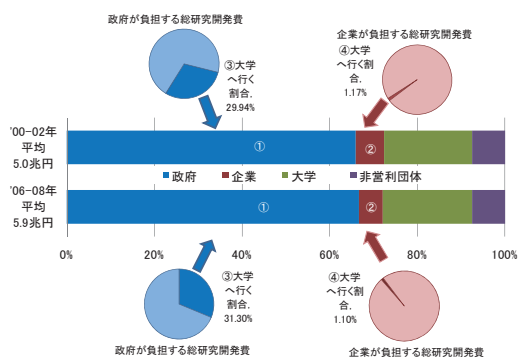 政府が負担する総研究開発費
企業が負担する総研究開発費
③大学
へ行く
割合,
29.94%
④大学
へ行く割
合,
1.17%
'00-02年
平均
5.0兆円
①
②
政府 企業 大学 非営利団体
'06-08年
平均
5.9兆円
①
②
0% 20% 40% 60% 80% 100%
③大学
へ行く
割合,
31.30%
④大学
へ行く割
合,
1.10%
政府が負担する総研究開発費
企業が負担する総研究開発費